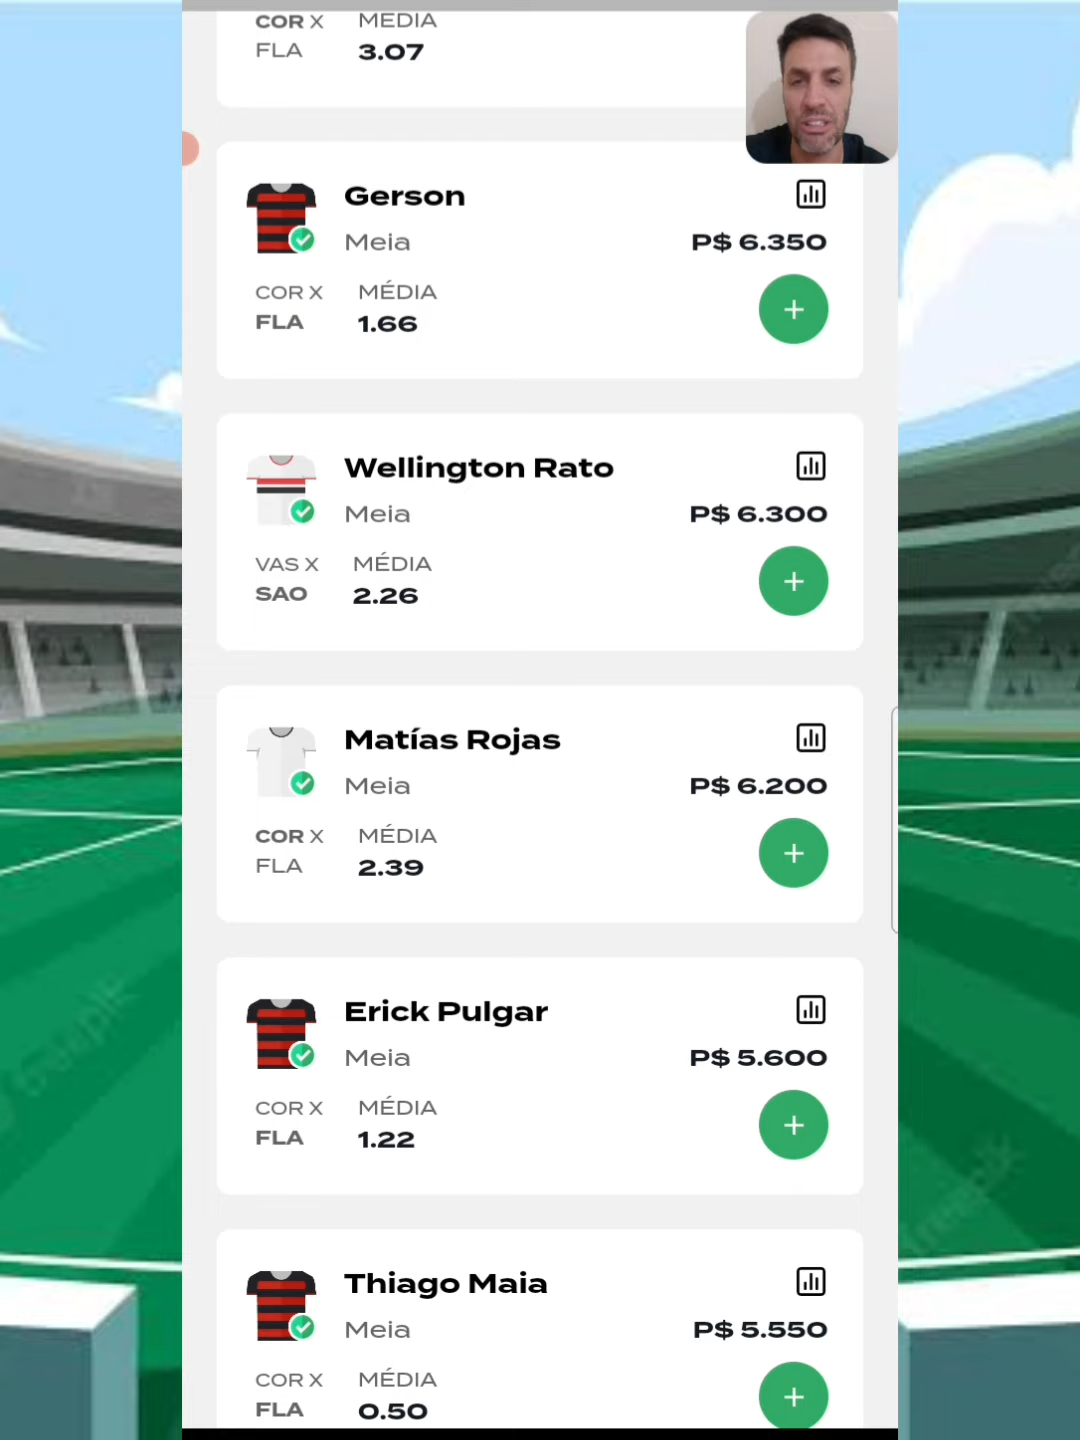 COR X MÉDIA
FLA 3.07
Gerson
Meia P$ 6.350
COR X MÉDIA
FLA 1.66
Wellington Rato
Meia P$ 6.300
VAS X MÉDIA
SAO 2.26
Matías Rojas
Meia P$ 6.200
COR X MÉDIA
FLA 2.39
Erick Pulgar
Meia P$ 5.600
COR X MÉDIA
FLA 1.22
Thiago Maia
Meia P$ 5.550
COR X MÉDIA
FLA 0.50
freepik